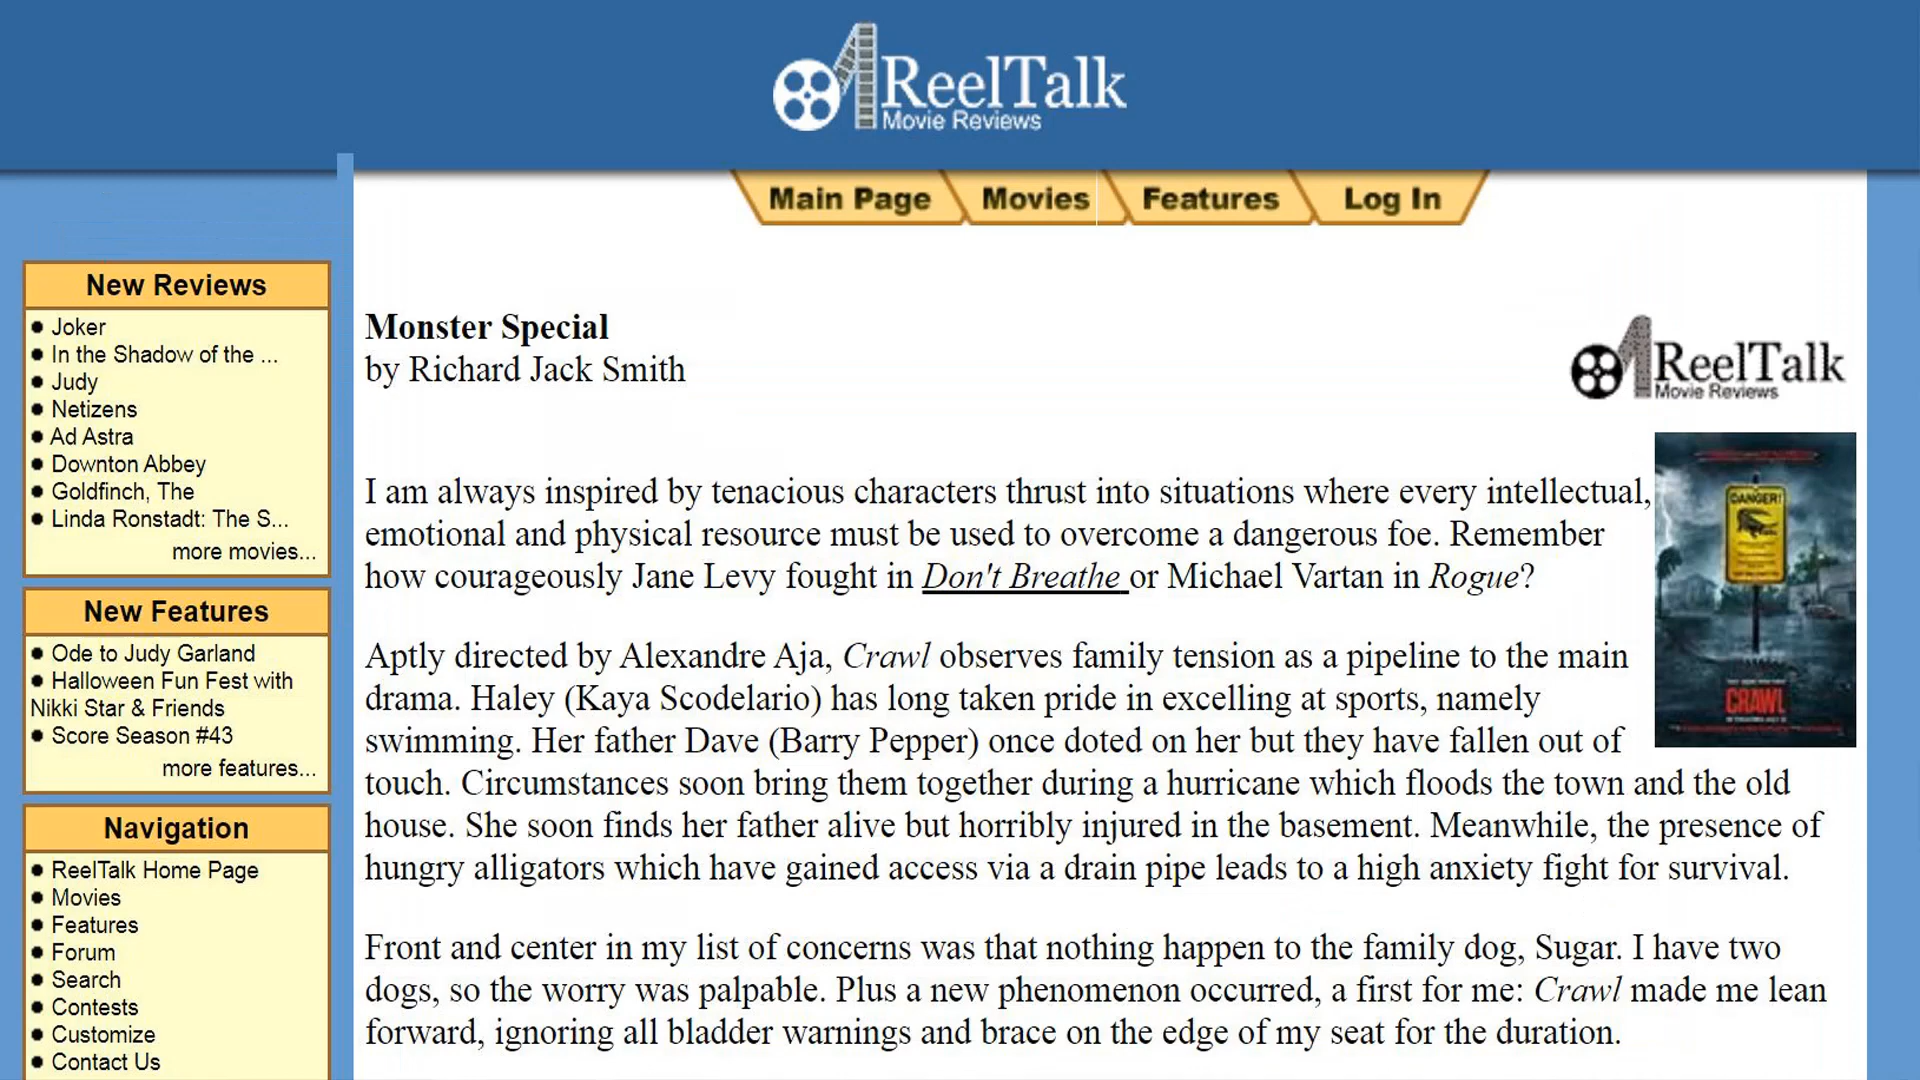 ReelTalk
Movie Reviews
Main Page
Movies
Features
Log In
New Reviews
Joker
In the Shadow of the ...
Judy
Netizens
Ad Astra
Downton Abbey
Goldfinch, The
Linda Ronstadt: The S...
more movies...
New Features
Ode to Judy Garland
Halloween Fun Fest with
Nikki Star & Friends
Score Season #43
more features...
Navigation
ReelTalk Home Page
Movies
Features
Forum
Search
Contests
Customize
Contact Us
Monster Special
by Richard Jack Smith
ReelTalk
Movie Reviews
I am always inspired by tenacious characters thrust into situations where every intellectual,
emotional and physical resource must be used to overcome a dangerous foe. Remember
how courageously Jane Levy fought in Don't Breathe or Michael Vartan in Rogue?
Aptly directed by Alexandre Aja, Crawl observes family tension as a pipeline to the main
drama. Haley (Kaya Scodelario) has long taken pride in excelling at sports, namely
swimming. Her father Dave (Barry Pepper) once doted on her but they have fallen out of
touch. Circumstances soon bring them together during a hurricane which floods the town and the old
house. She soon finds her father alive but horribly injured in the basement. Meanwhile, the presence of
hungry alligators which have gained access via a drain pipe leads to a high anxiety fight for survival.
Front and center in my list of concerns was that nothing happen to the family dog, Sugar. I have two
dogs, so the worry was palpable. Plus a new phenomenon occurred, a first for me: Crawl made me lean
forward, ignoring all bladder warnings and brace on the edge of my seat for the duration.
DANGER!
CRAWL